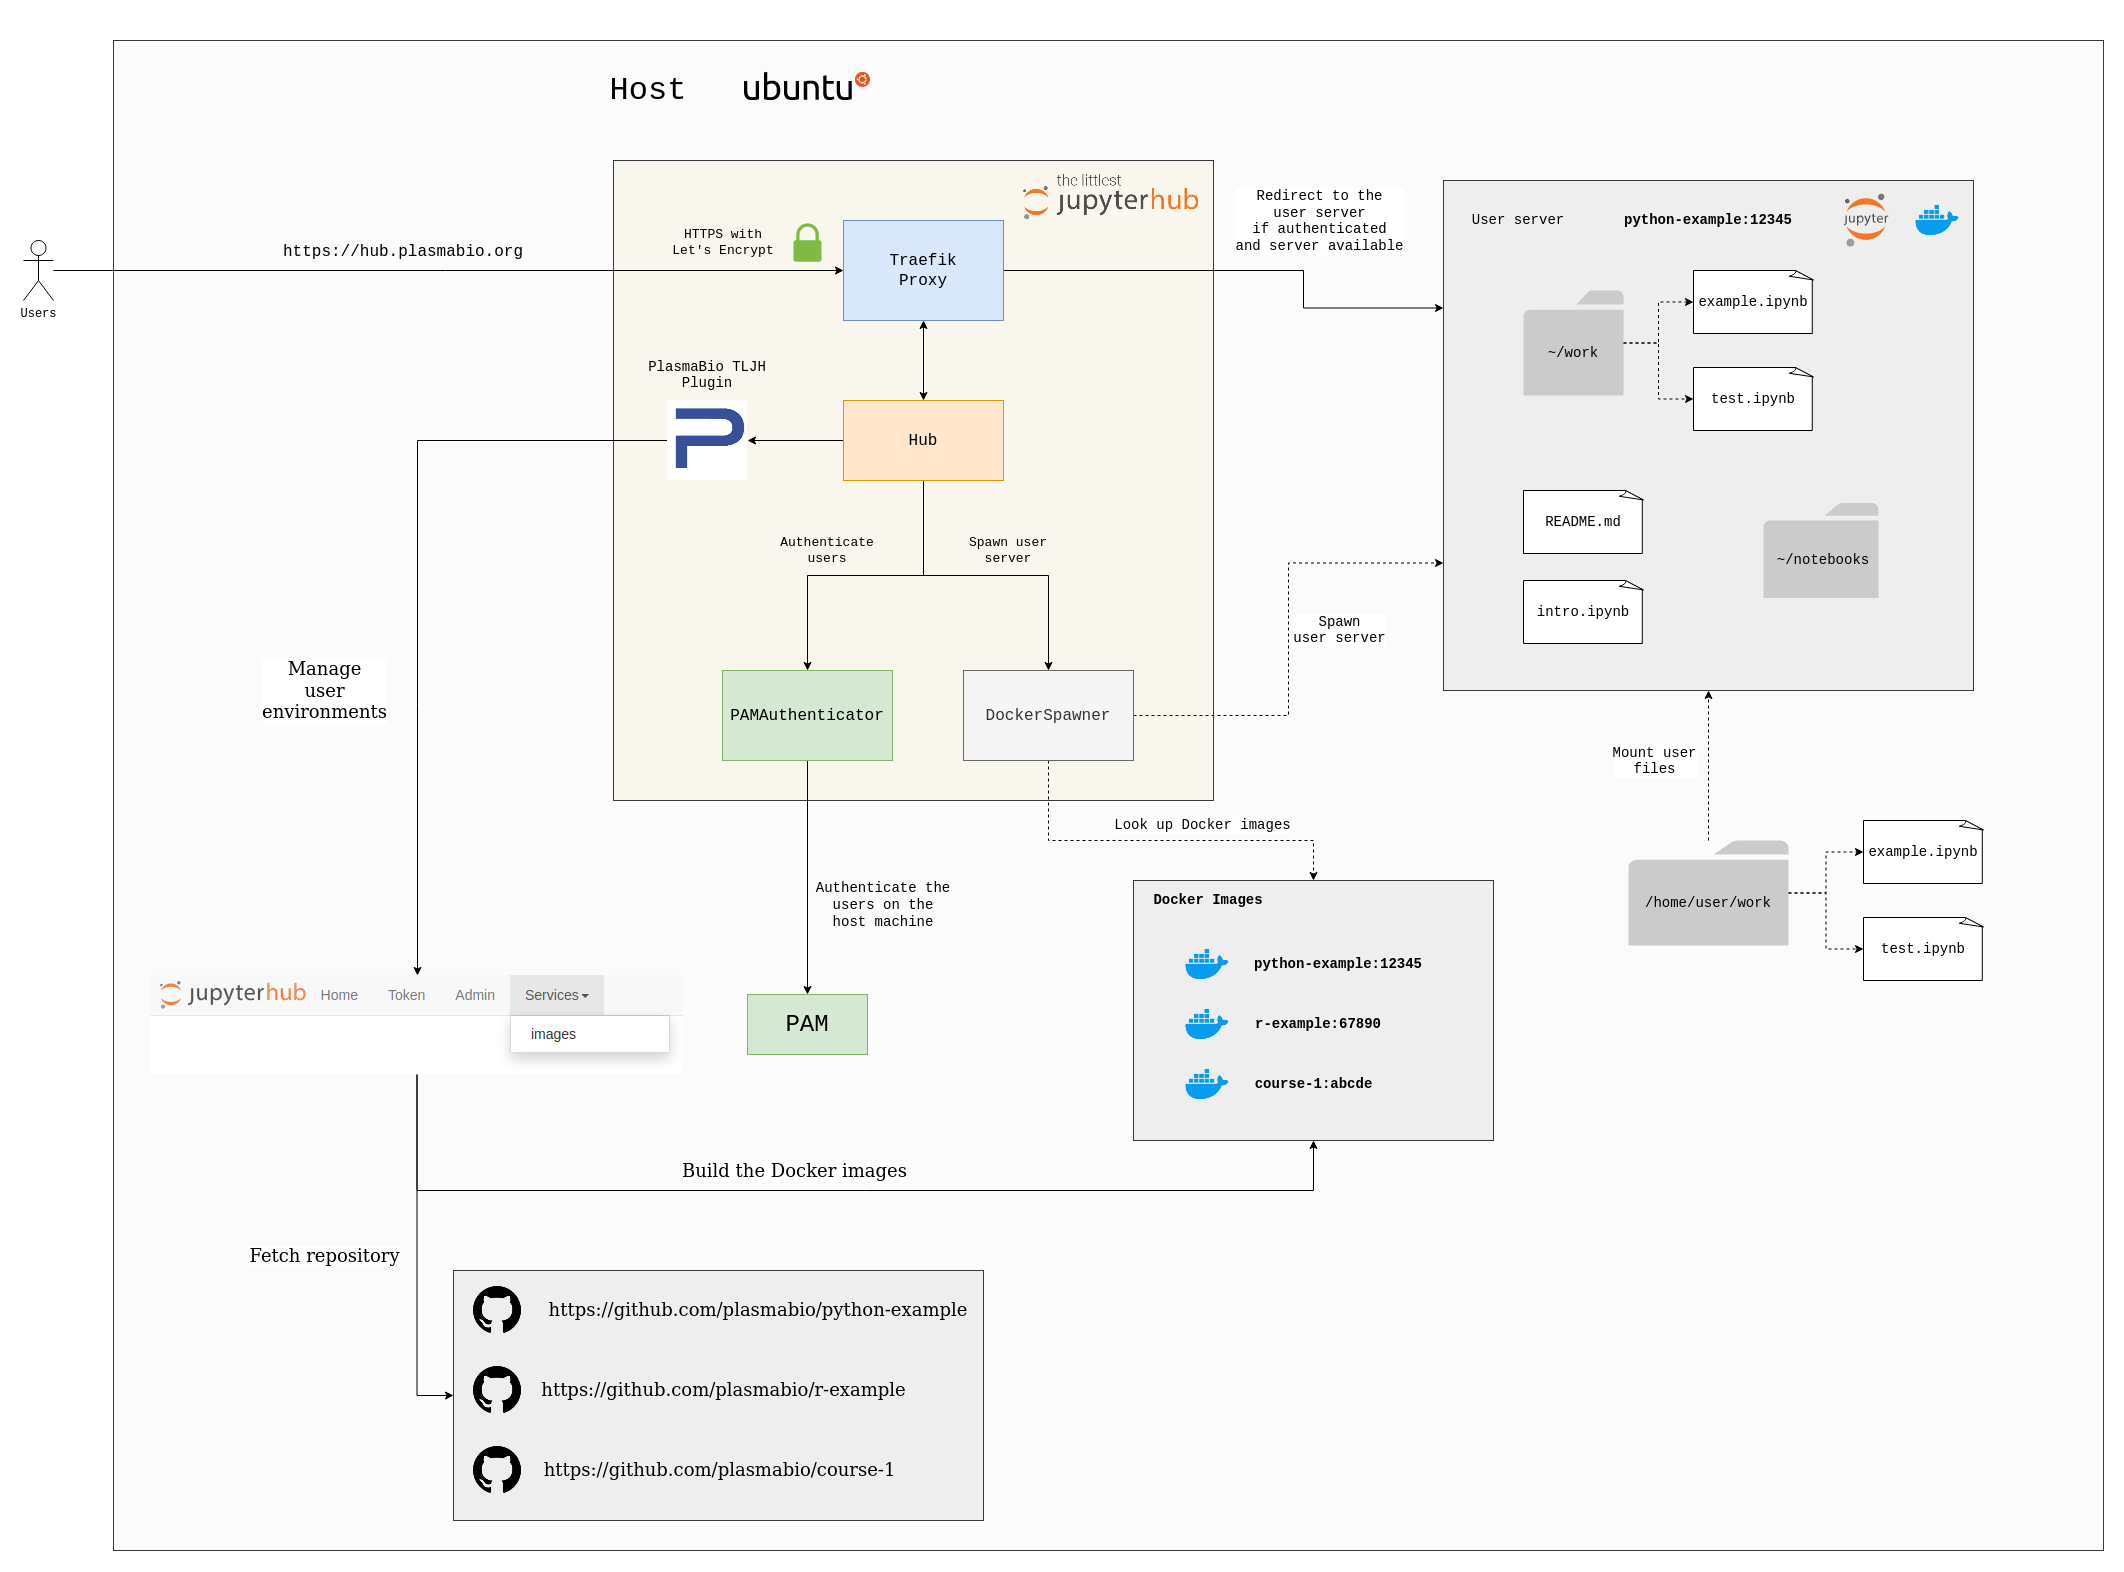 Host
ubuntu
Users
https://hub.plasmabio.org
HTTPS with
Let's Encrypt
the littlest
jupyterhub
Traefik
Proxy
Redirect to the
user server
if authenticated
and server available
User server
python-example:12345
jupyter
~/work
example.ipynb
test.ipynb
PlasmaBio TLJH
Plugin
Hub
README.md
~/notebooks
intro.ipynb
Authenticate
users
Spawn user
server
Spawn
user server
Manage
user
environments
PAMAuthenticator
DockerSpawner
Mount user
files
Look up Docker images
/home/user/work
example.ipynb
test.ipynb
Authenticate the
users on the
host machine
Docker Images
python-example:12345
r-example:67890
course-1:abcde
jupyterhub Home Token Admin Services
images
PAM
Build the Docker images
Fetch repository
https://github.com/plasmabio/python-example
https://github.com/plasmabio/r-example
https://github.com/plasmabio/course-1